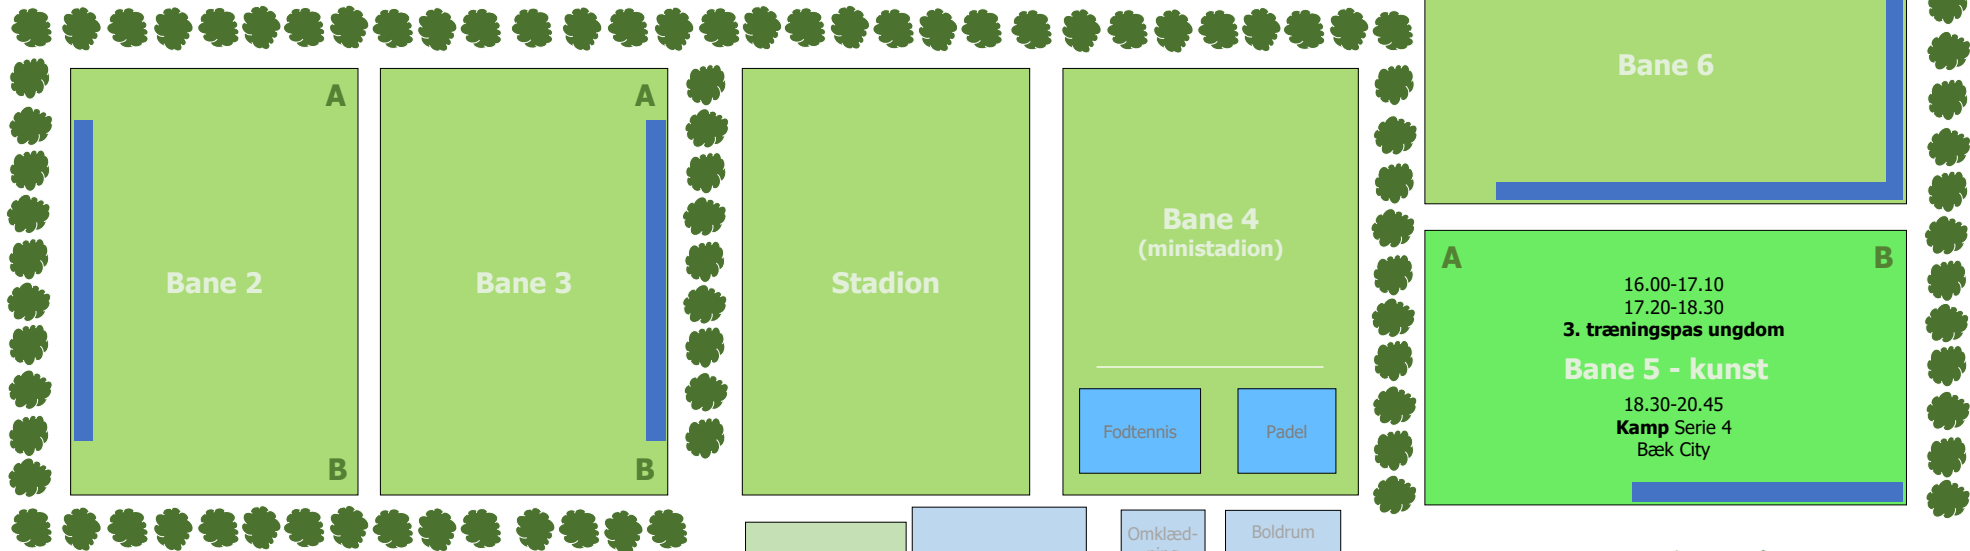 Bane 6
A
A
Bane 2
Bane 3
B
B
Stadion
Bane 4
(ministadion)
Fodtennis
Padel
A
B
16.00-17.10
17.20-18.30
3. træningspas ungdom
Bane 5 - kunst
18.30-20.45
Kamp Serie 4
Bæk City
Omklæd-
Boldrum